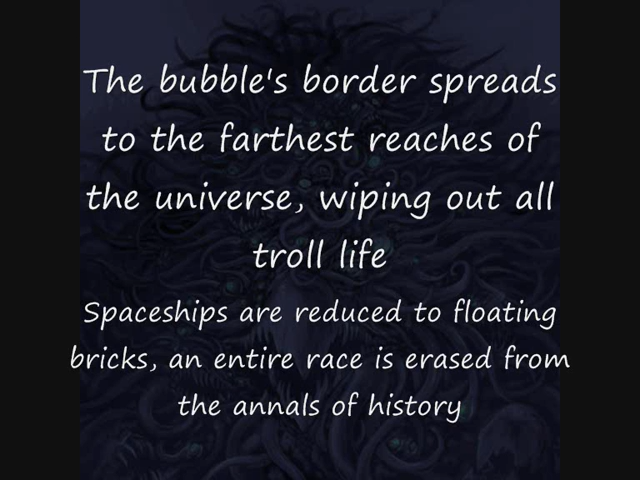 The bubble's border spreads
to the farthest reaches of
the universe, wiping out all
troll life
Spaceships are reduced to floating
bricks, an entire race is erased from
the annals of history